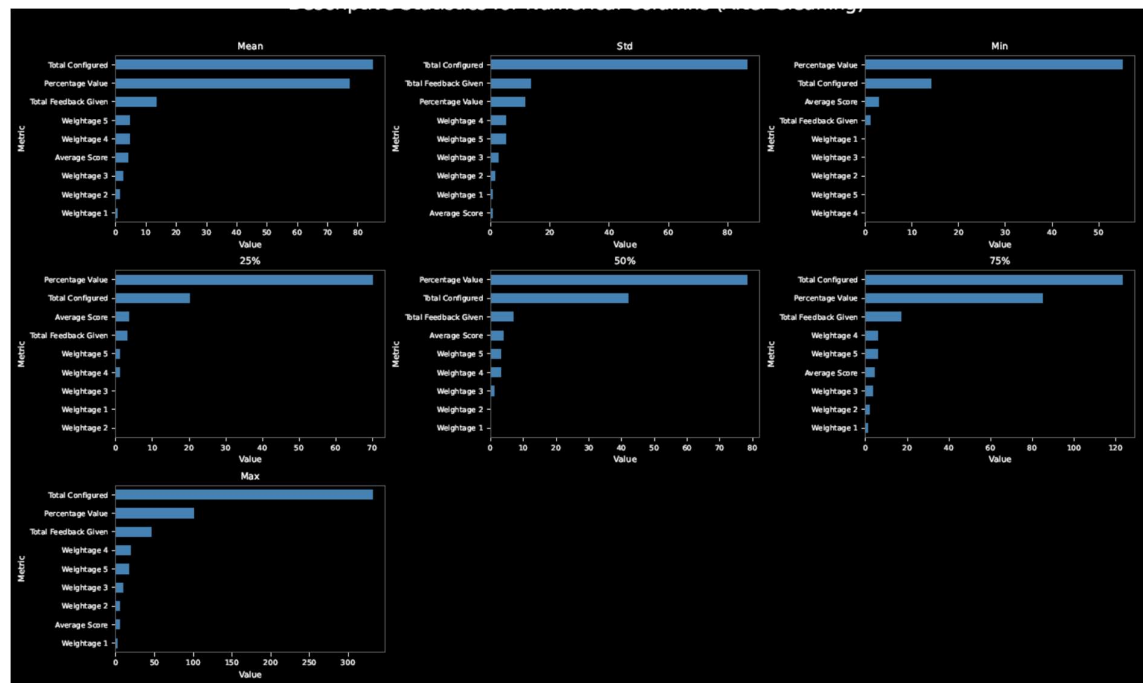 Descriptive Statistics for Numerical Columns (After Cleaning)
Mean
Metric
Total Configured
Percentage Value
Total Feedback Given
Weightage 5
Weightage 4
Average Score
Weightage 3
Weightage 2
Weightage 1
0 10 20 30 40 50 60 70 80
Value
Std
Metric
Total Configured
Total Feedback Given
Percentage Value
Weightage 4
Weightage 5
Weightage 3
Weightage 2
Weightage 1
Average Score
0 20 40 60 80
Value
Min
Metric
Percentage Value
Total Configured
Average Score
Total Feedback Given
Weightage 1
Weightage 3
Weightage 2
Weightage 5
Weightage 4
0 10 20 30 40 50
Value
25%
Metric
Percentage Value
Total Configured
Average Score
Total Feedback Given
Weightage 5
Weightage 4
Weightage 3
Weightage 1
Weightage 2
0 10 20 30 40 50 60 70
Value
50%
Metric
Percentage Value
Total Configured
Total Feedback Given
Average Score
Weightage 5
Weightage 4
Weightage 3
Weightage 2
Weightage 1
0 10 20 30 40 50 60 70 80
Value
75%
Metric
Total Configured
Percentage Value
Total Feedback Given
Weightage 4
Weightage 5
Average Score
Weightage 3
Weightage 2
Weightage 1
0 20 40 60 80 100 120
Value
Max
Metric
Total Configured
Percentage Value
Total Feedback Given
Weightage 4
Weightage 5
Weightage 3
Weightage 2
Average Score
Weightage 1
0 50 100 150 200 250 300
Value